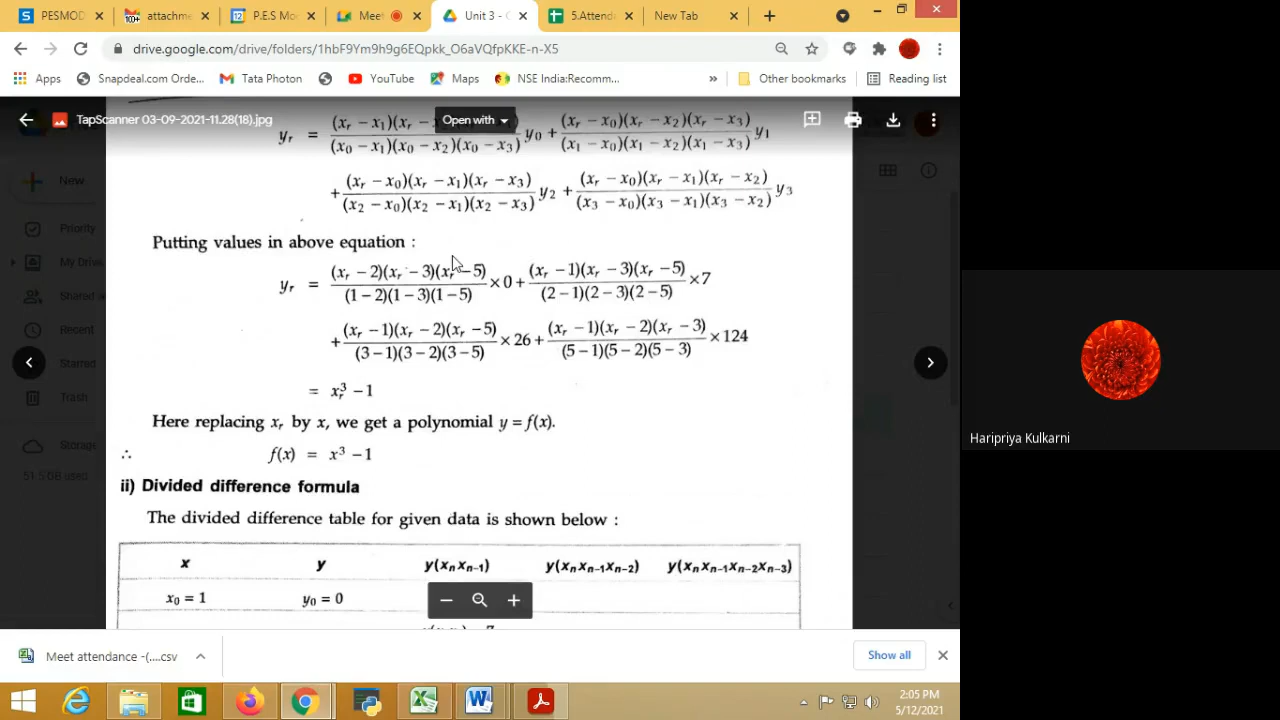 PESMOD
attachme
P.E.S Mo
Meet
Unit 3 -
5.Attend
New Tab
drive.google.com/drive/folders/1hbF9Ym9h9g6EQpkk_O6aVQfpKKE-n-X5
Apps
Snapdeal.com Orde...
Tata Photon
YouTube
Maps
NSE India:Recomm...
»
Other bookmarks
Reading list
TapScanner 03-09-2021-11.28(18).jpg
Open with
yr = (xr − x1)(xr − / (x0 − x1)(x0 − x2)(x0 − x3) y0 + (xr − x0)(xr − x2)(xr − x3) / (x1 − x0)(x1 − x2)(x1 − x3) y1
+ (xr − x0)(xr − x1)(xr − x3) / (x2 − x0)(x2 − x1)(x2 − x3) y2 + (xr − x0)(xr − x1)(xr − x2) / (x3 − x0)(x3 − x1)(x3 − x2) y3
New
Priority
My Drive
Shared
Recent
Starred
Trash
Storage
51.5 GB used
Putting values in above equation :
yr = (xr − 2)(xr − 3)(xr − 5) / (1 − 2)(1 − 3)(1 − 5) × 0 + (xr − 1)(xr − 3)(xr − 5) / (2 − 1)(2 − 3)(2 − 5) × 7
+ (xr − 1)(xr − 2)(xr − 5) / (3 − 1)(3 − 2)(3 − 5) × 26 + (xr − 1)(xr − 2)(xr − 3) / (5 − 1)(5 − 2)(5 − 3) × 124
= xr³ − 1
Here replacing xr by x, we get a polynomial y = f(x).
∴ f(x) = x³ − 1
ii) Divided difference formula
The divided difference table for given data is shown below :
x y y(xn xn−1) y(xn xn−1 xn−2) y(xn xn−1 xn−2 xn−3)
x0 = 1 y0 = 0
Haripriya Kulkarni
Meet attendance -(....csv
Show all
2:05 PM
5/12/2021